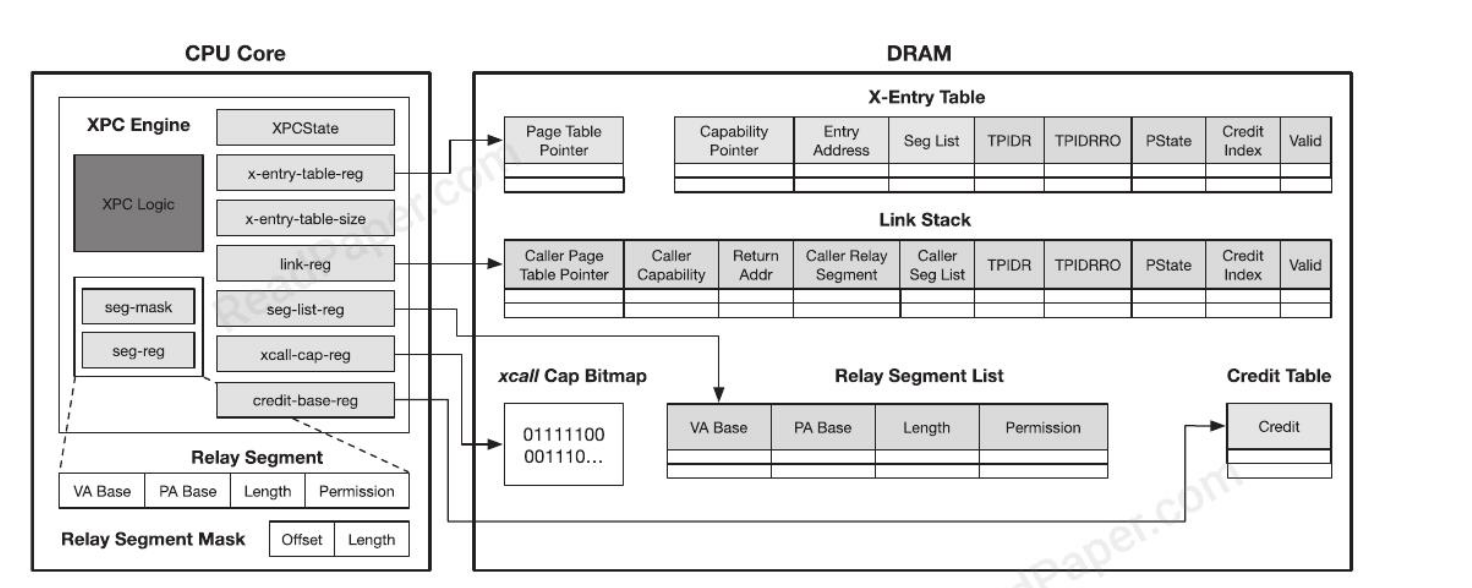 CPU Core
XPC Engine
XPC Logic
seg-mask
seg-reg
XPCState
x-entry-table-reg
x-entry-table-size
link-reg
seg-list-reg
xcall-cap-reg
credit-base-reg
Relay Segment
VA Base PA Base Length Permission
Relay Segment Mask Offset Length
DRAM
X-Entry Table
Page Table
Pointer
Capability
Pointer
Entry
Address
Seg List
TPIDR
TPIDRRO
PState
Credit
Index
Valid
Link Stack
Caller Page
Table Pointer
Caller
Capability
Return
Addr
Caller Relay
Segment
Caller
Seg List
TPIDR
TPIDRRO
PState
Credit
Index
Valid
xcall Cap Bitmap
01111100
001110...
Relay Segment List
VA Base PA Base Length Permission
Credit Table
Credit
ReadPaper.com
adPaper.com